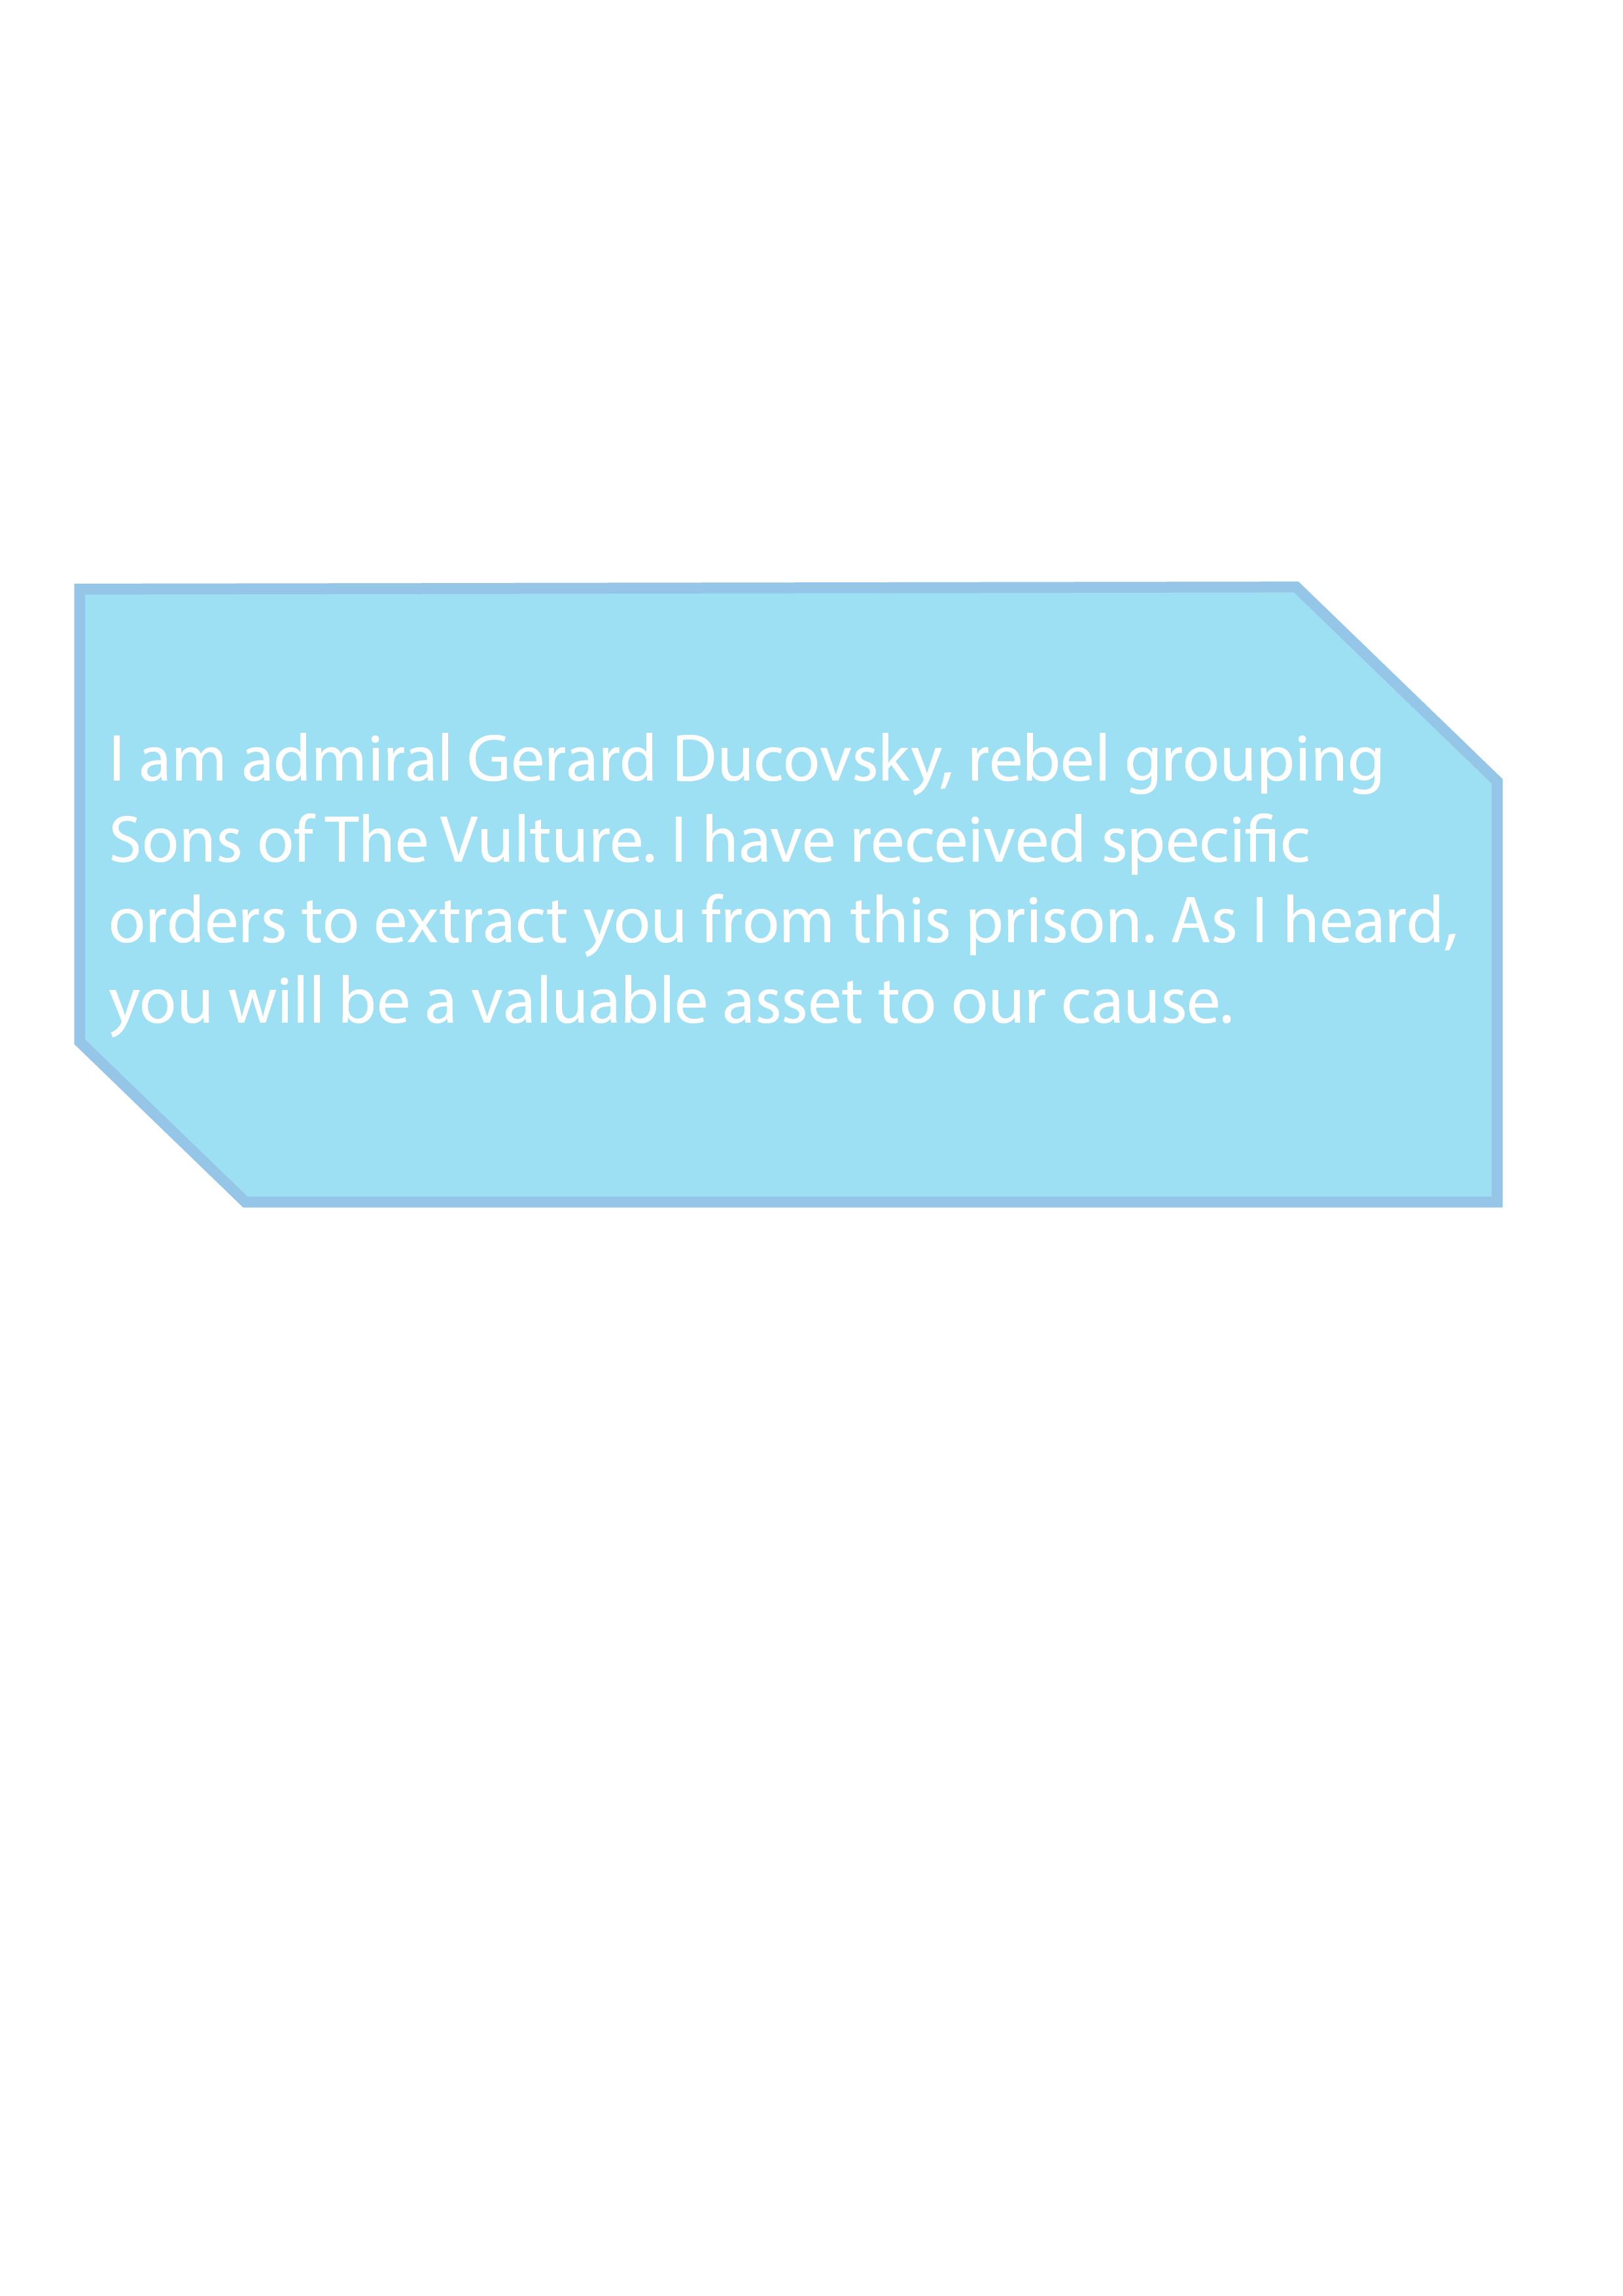 I am admiral Gerard Ducovsky, rebel grouping
Sons of The Vulture. I have received specific
orders to extract you from this prison. As I heard,
you will be a valuable asset to our cause.